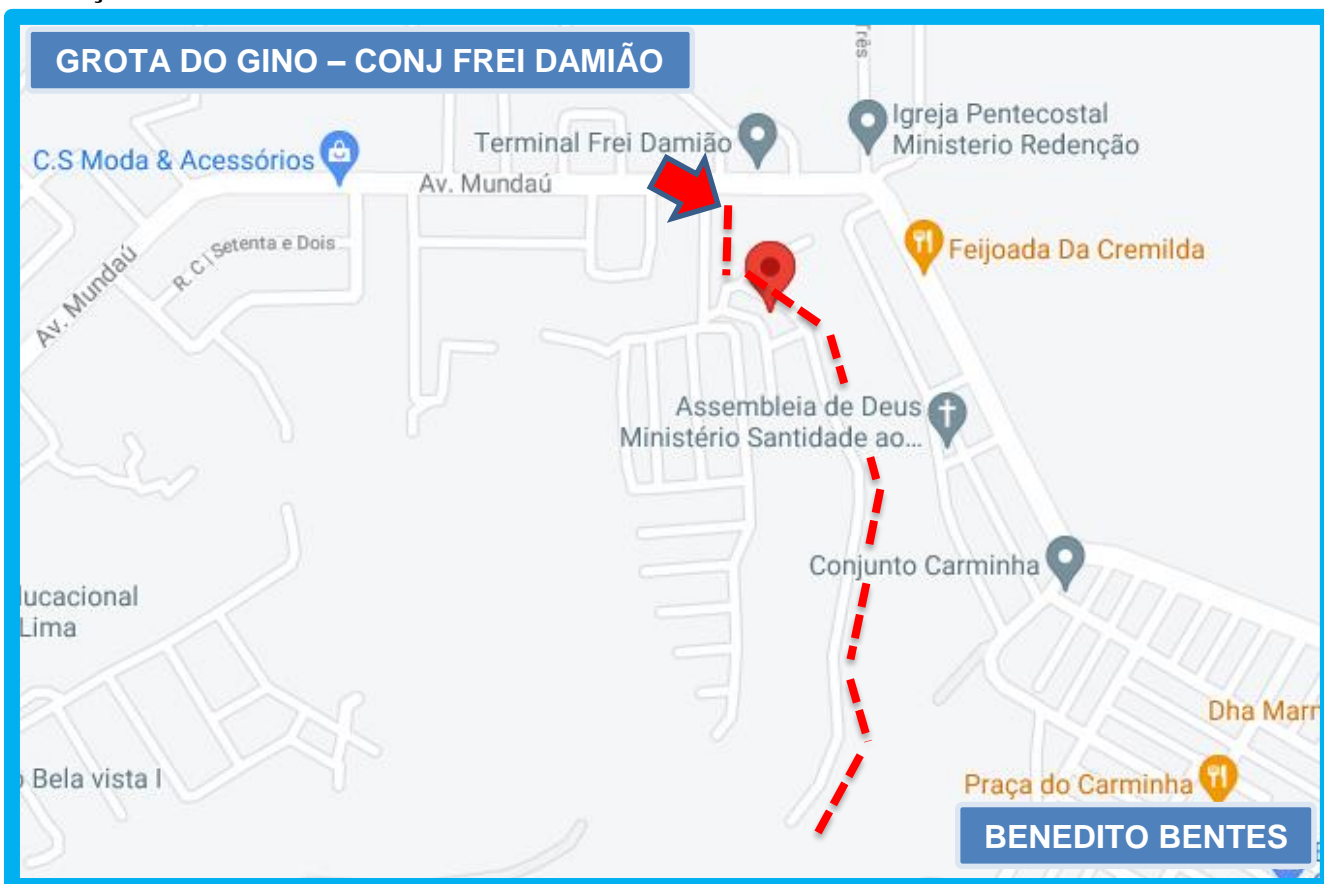 GROTA DO GINO – CONJ FREI DAMIÃO
Três
Igreja Pentecostal
Ministerio Redenção
Terminal Frei Damião
C.S Moda & Acessórios
Av. Mundaú
R. C | Setenta e Dois
Av. Mundaú
Feijoada Da Cremilda
Assembleia de Deus
Ministério Santidade ao...
Conjunto Carminha
ucacional
Lima
Dha Marr
Bela vista I
Praça do Carminha
BENEDITO BENTES